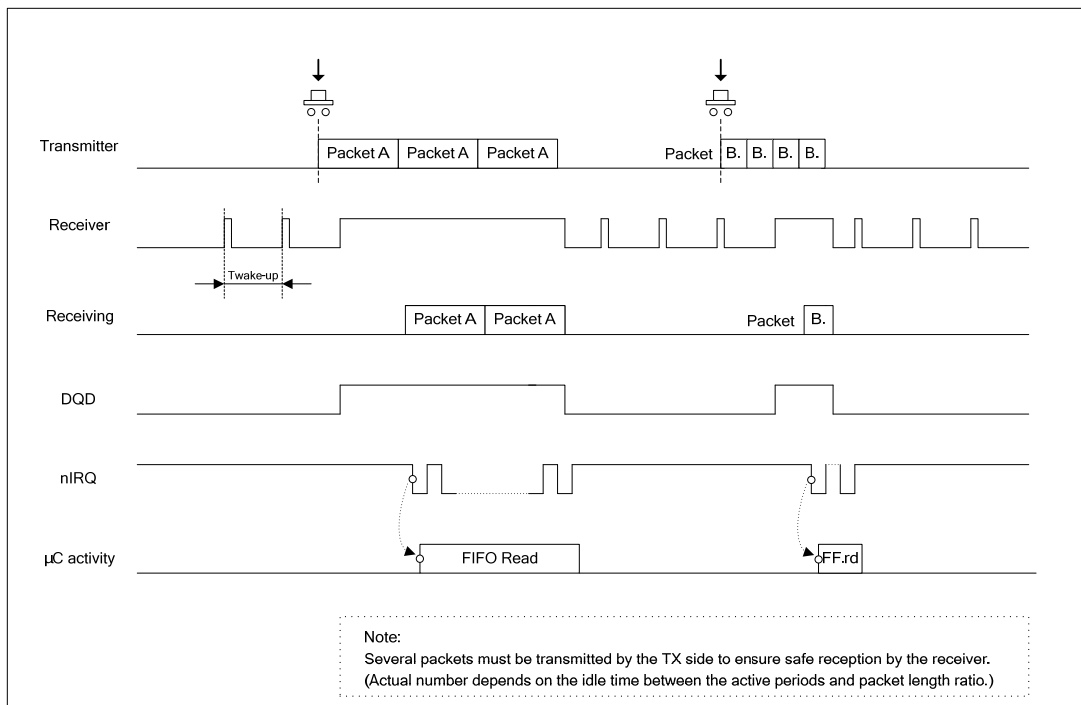 Transmitter
Packet A Packet A Packet A
Packet B. B. B. B.
Receiver
Twake-up
Receiving
Packet A Packet A
Packet B.
DQD
nIRQ
µC activity
FIFO Read
FF.rd
Note:
Several packets must be transmitted by the TX side to ensure safe reception by the receiver.
(Actual number depends on the idle time between the active periods and packet length ratio.)